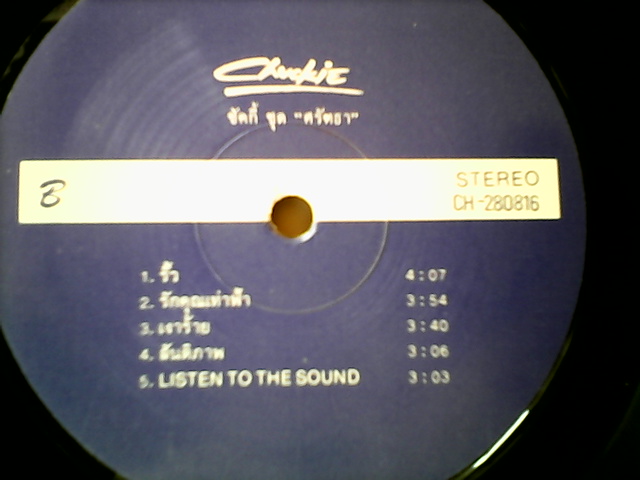 Chuckie
ชัคกี้ ชุด "ศรัทธา"
B
STEREO
CH-280816
1. รั้ว 4:07
2. รักคุณเท่าฟ้า 3:54
3. เงาร้าย 3:40
4. สันติภาพ 3:06
5. LISTEN TO THE SOUND 3:03